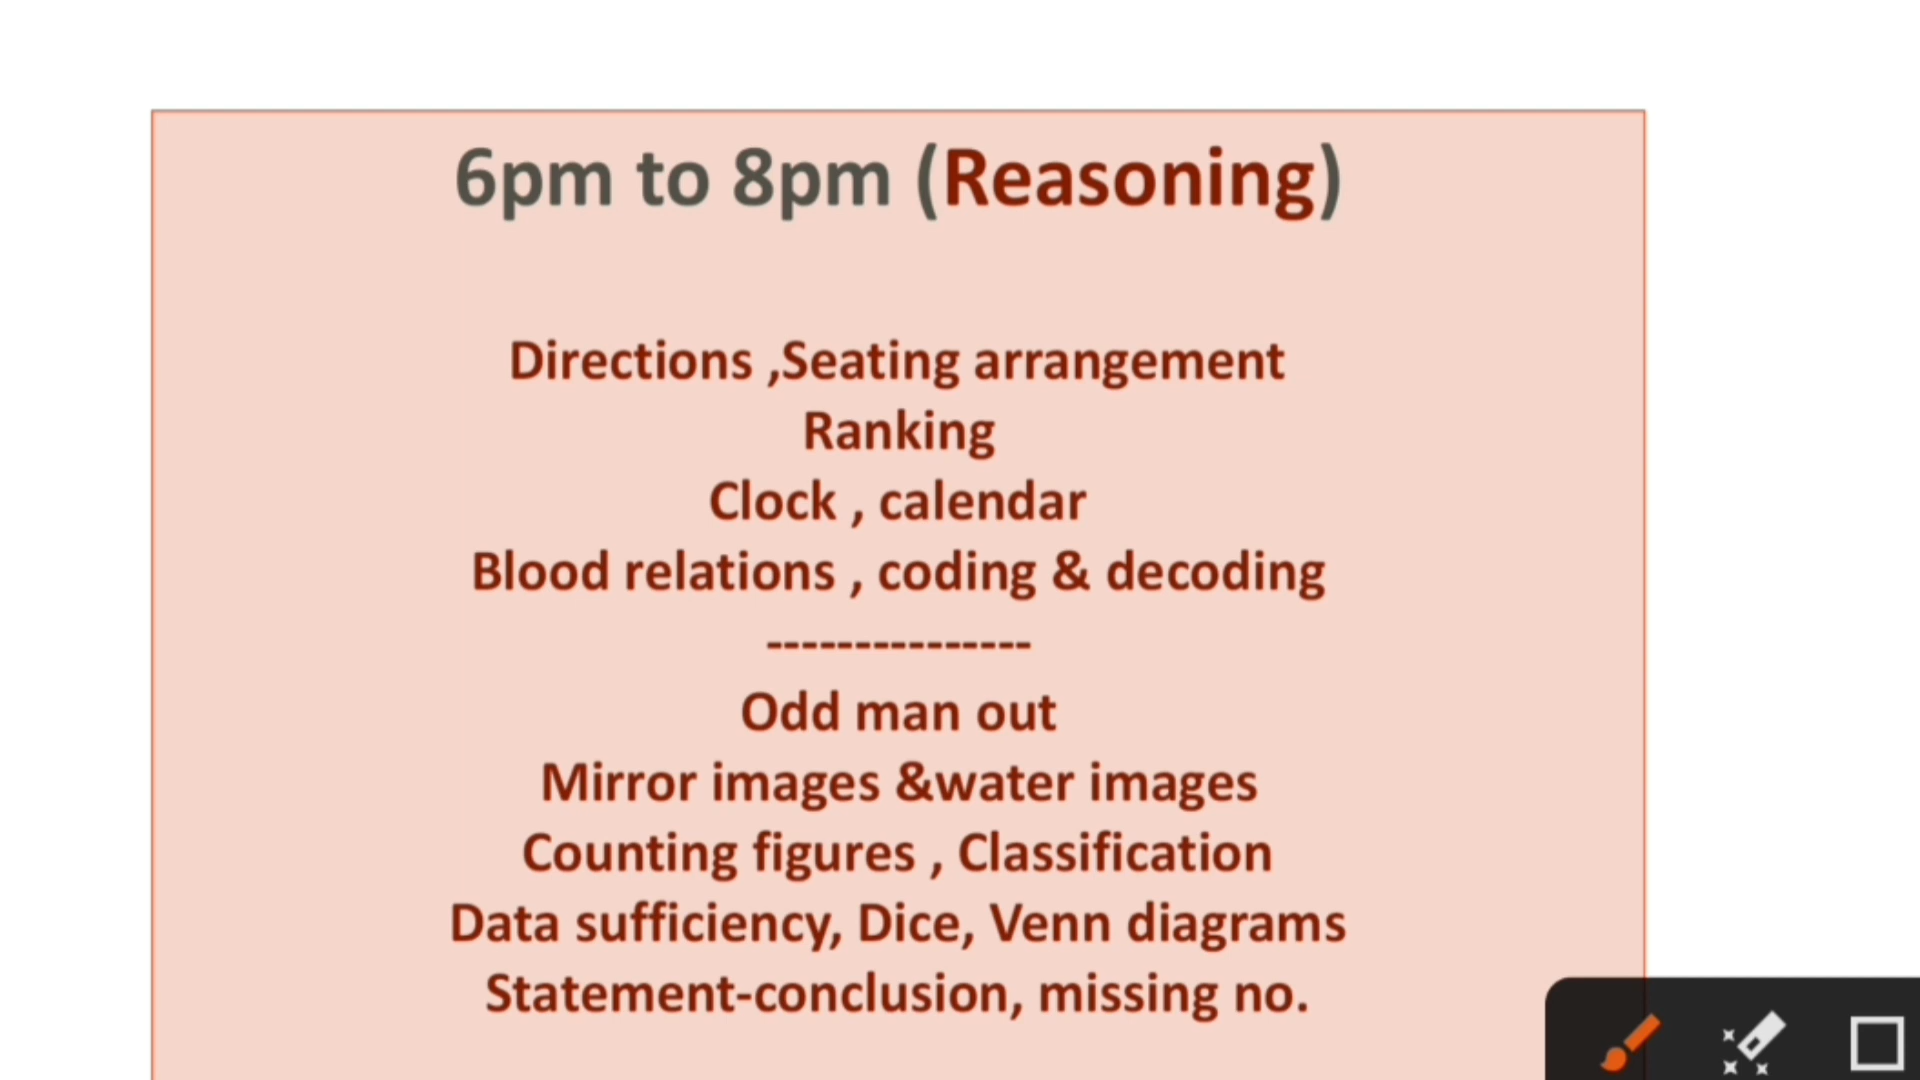 6pm to 8pm (Reasoning)
Directions ,Seating arrangement
Ranking
Clock , calendar
Blood relations , coding & decoding
---------------
Odd man out
Mirror images &water images
Counting figures , Classification
Data sufficiency, Dice, Venn diagrams
Statement-conclusion, missing no.